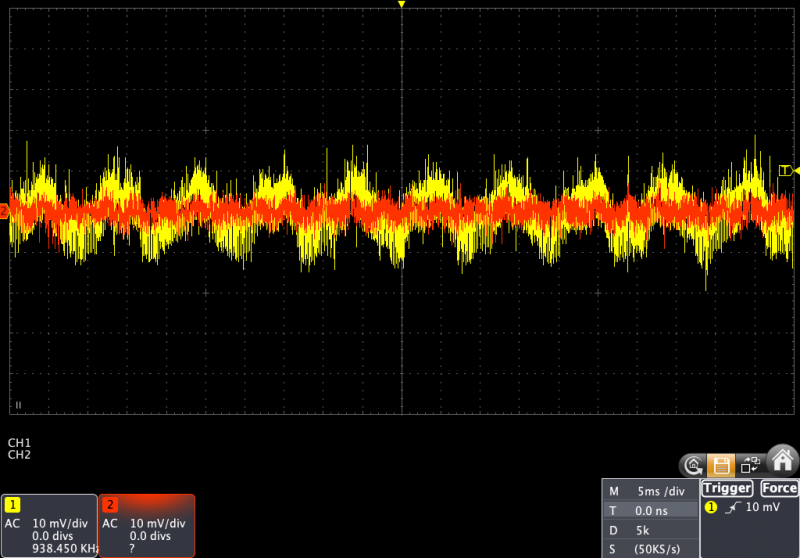 T
2
II
CH1
CH2
1
AC 10 mV/div
0.0 divs
938.450 KHz
2
AC 10 mV/div
0.0 divs
?
M 5ms /div
T 0.0 ns
D 5k
S (50KS/s)
Trigger Force
1 10 mV